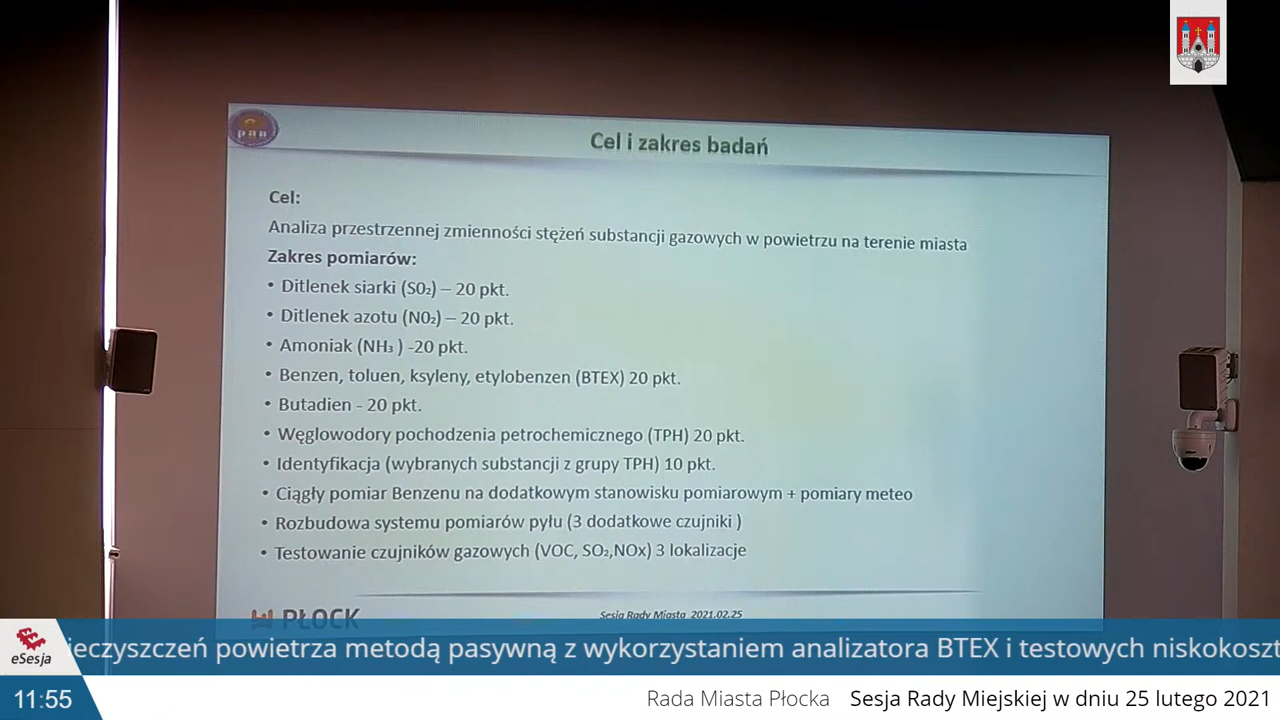 Cel i zakres badań
Cel:
Analiza przestrzennej zmienności stężeń substancji gazowych w powietrzu na terenie miasta
Zakres pomiarów:
• Ditlenek siarki (S0₂) – 20 pkt.
• Ditlenek azotu (N0₂) – 20 pkt.
• Amoniak (NH₃ ) -20 pkt.
• Benzen, toluen, ksyleny, etylobenzen (BTEX) 20 pkt.
• Butadien - 20 pkt.
• Węglowodory pochodzenia petrochemicznego (TPH) 20 pkt.
• Identyfikacja (wybranych substancji z grupy TPH) 10 pkt.
• Ciągły pomiar Benzenu na dodatkowym stanowisku pomiarowym + pomiary meteo
• Rozbudowa systemu pomiarów pyłu (3 dodatkowe czujniki )
• Testowanie czujników gazowych (VOC, SO₂,NOx) 3 lokalizacje
PŁOCK
Sesja Rady Miasta 2021.02.25
eSesja
ieczyszczeń powietrza metodą pasywną z wykorzystaniem analizatora BTEX i testowych niskokoszt
11:55
Rada Miasta Płocka Sesja Rady Miejskiej w dniu 25 lutego 2021